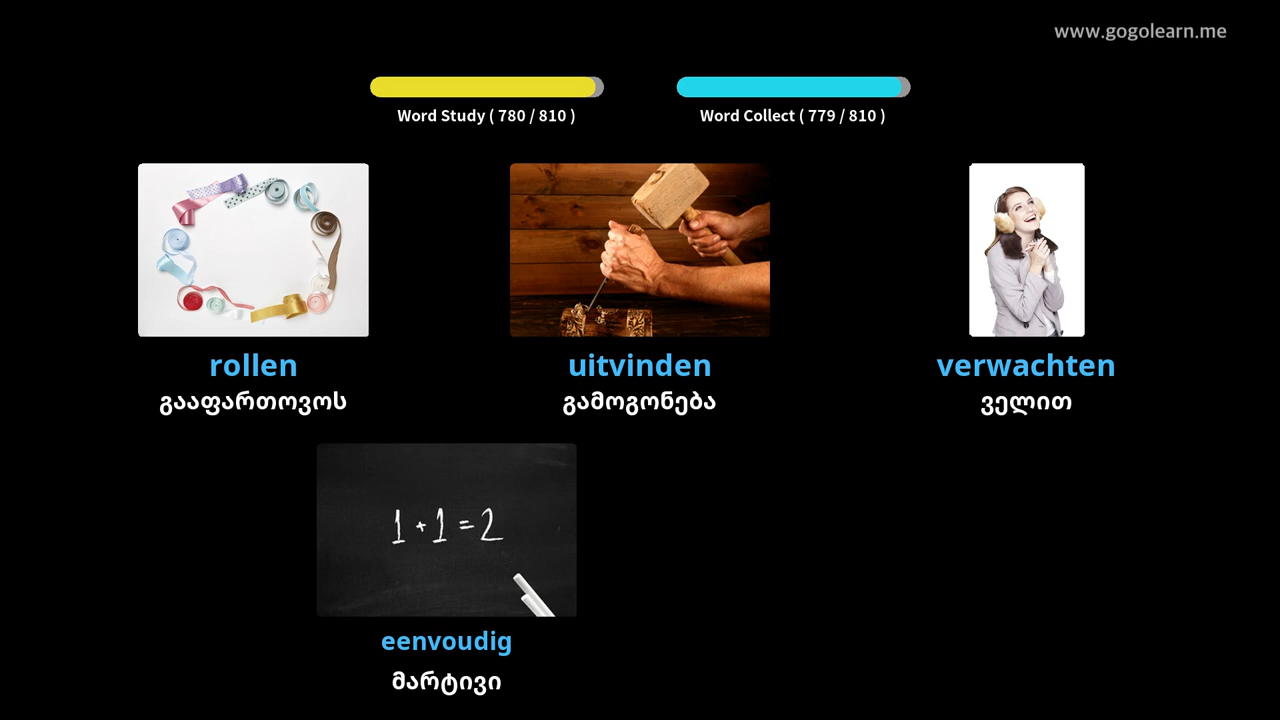 www.gogolearn.me
Word Study ( 780 / 810 )
Word Collect ( 779 / 810 )
rollen
გააფართოვოს
uitvinden
გამოგონება
verwachten
ველით
1 + 1 = 2
eenvoudig
მარტივი